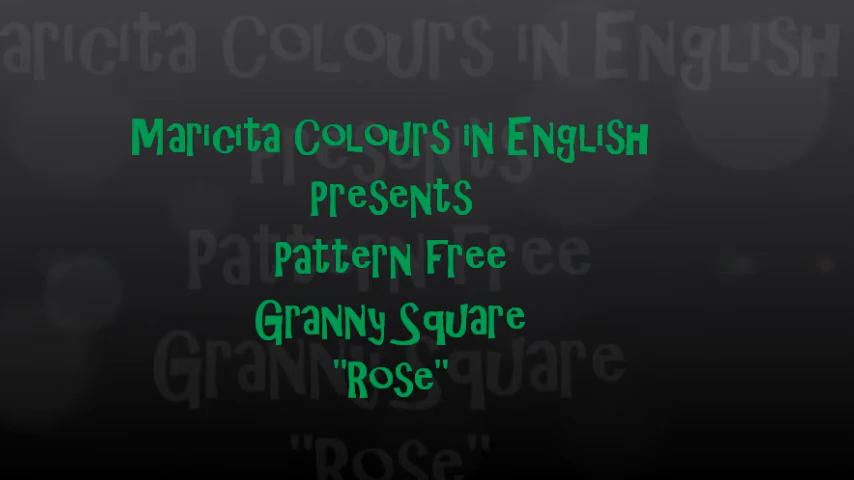 Maricita Colours in English
Presents
Pattern Free
Granny Square
"Rose"